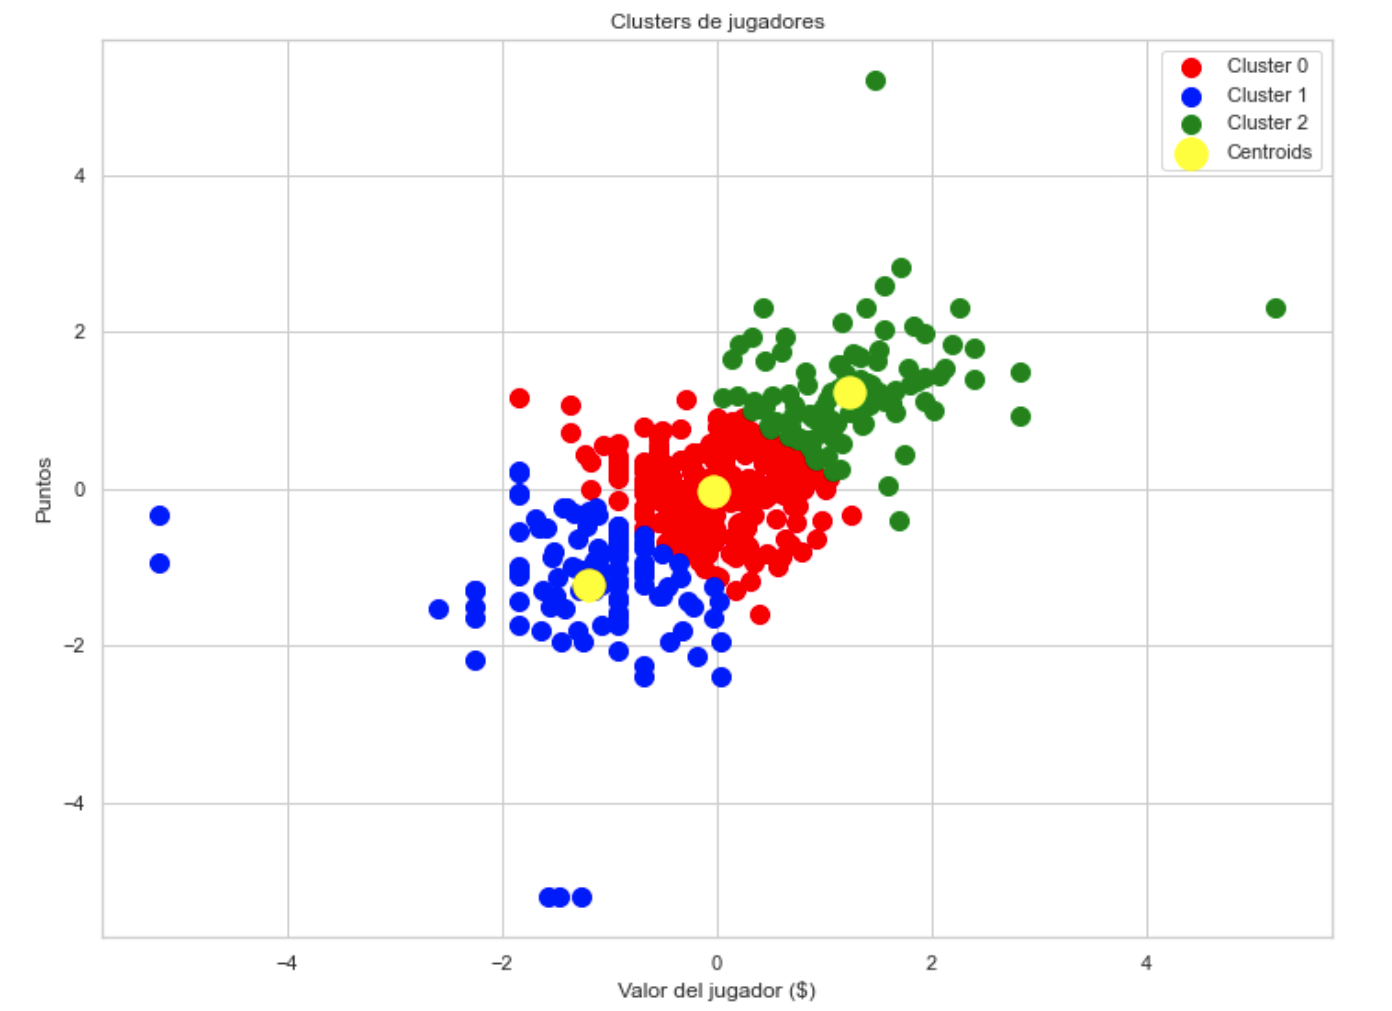 Clusters de jugadores
Cluster 0
Cluster 1
Cluster 2
Centroids
4
2
0
−2
−4
Puntos
−4
−2
0
2
4
Valor del jugador ($)